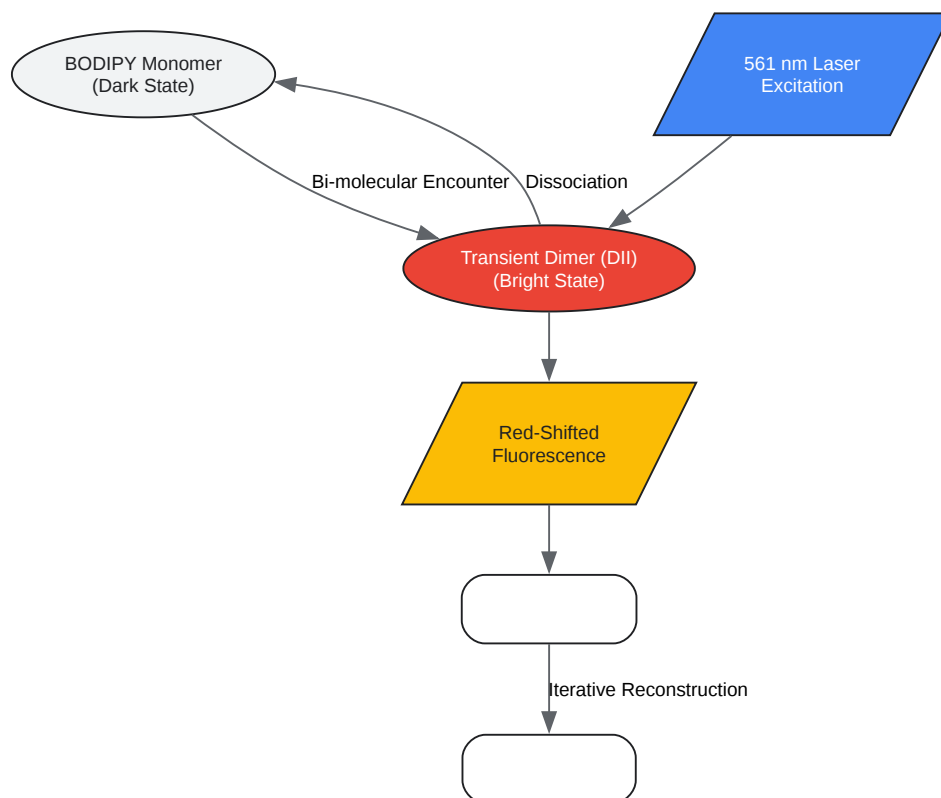 BODIPY Monomer
(Dark State)
561 nm Laser
Excitation
Bi-molecular Encounter
Dissociation
Transient Dimer (DII)
(Bright State)
Red-Shifted
Fluorescence
Iterative Reconstruction